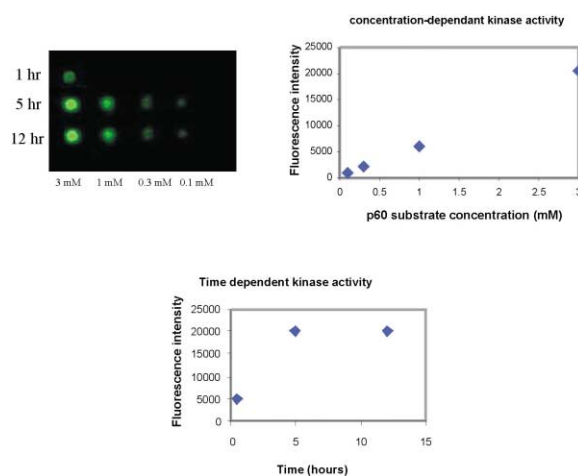 1 hr
5 hr
12 hr
3 mM 1 mM 0.3 mM 0.1 mM
concentration-dependant kinase activity
Fluorescence intensity
25000
20000
15000
10000
5000
0
0 0.5 1 1.5 2 2.5 3
p60 substrate concentration (mM)
Time dependent kinase activity
Fluorescence intensity
25000
20000
15000
10000
5000
0
0 5 10 15
Time (hours)